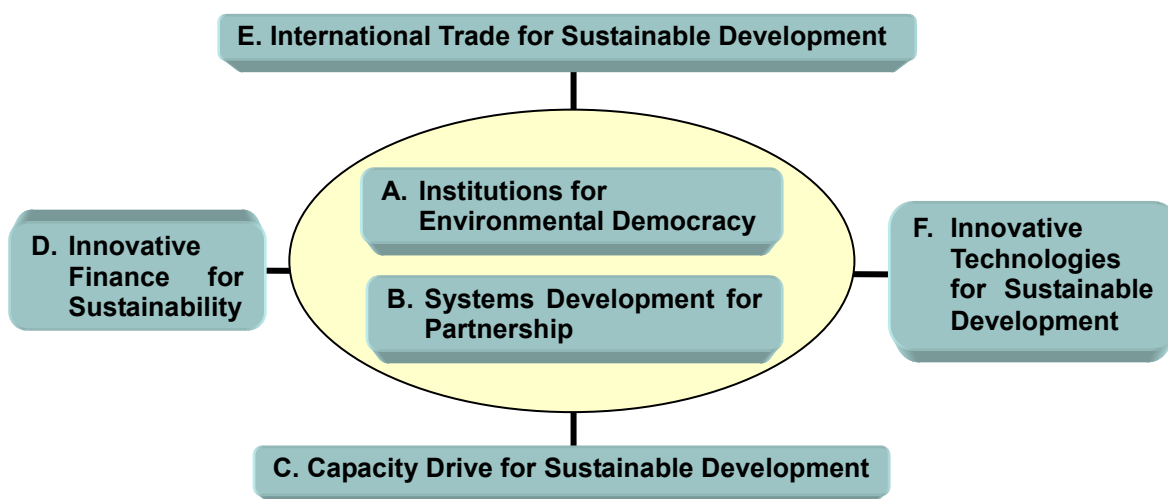 E. International Trade for Sustainable Development
A. Institutions for
Environmental Democracy
D. Innovative
Finance for
Sustainability
B. Systems Development for
Partnership
F. Innovative
Technologies
for Sustainable
Development
C. Capacity Drive for Sustainable Development